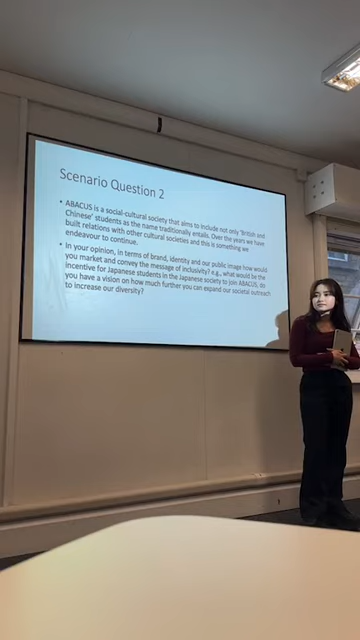 Scenario Question 2
• ABACUS is a social-cultural society that aims to include not only 'British and
Chinese' students as the name traditionally entails. Over the years we have
built relations with other cultural societies and this is something we
endeavour to continue.
• In your opinion, in terms of brand, identity and our public image how would
you market and convey the message of inclusivity? e.g., what would be the
incentive for Japanese students in the Japanese society to join ABACUS, do
you have a vision on how much further you can expand our societal outreach
to increase our diversity?